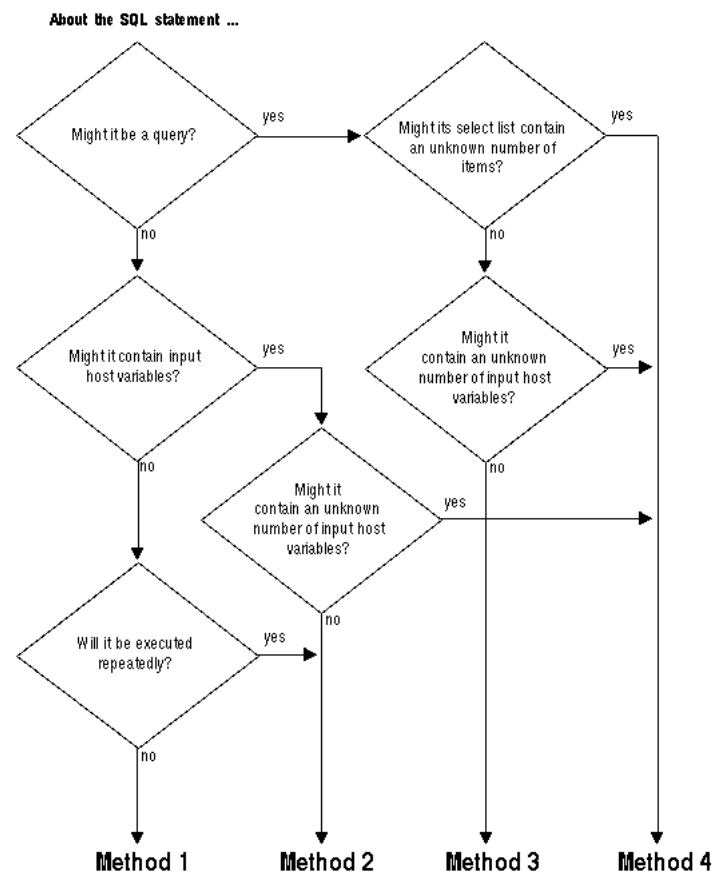 About the SQL statement ...
Might it be a query?
yes
Might its select list contain
an unknown number of
items?
yes
no
no
Might it contain input
host variables?
yes
Might it
contain an unknown
number of input host
variables?
yes
no
no
Might it
contain an unknown
number of input host
variables?
yes
no
Will it be executed
repeatedly?
yes
no
Method 1
Method 2
Method 3
Method 4